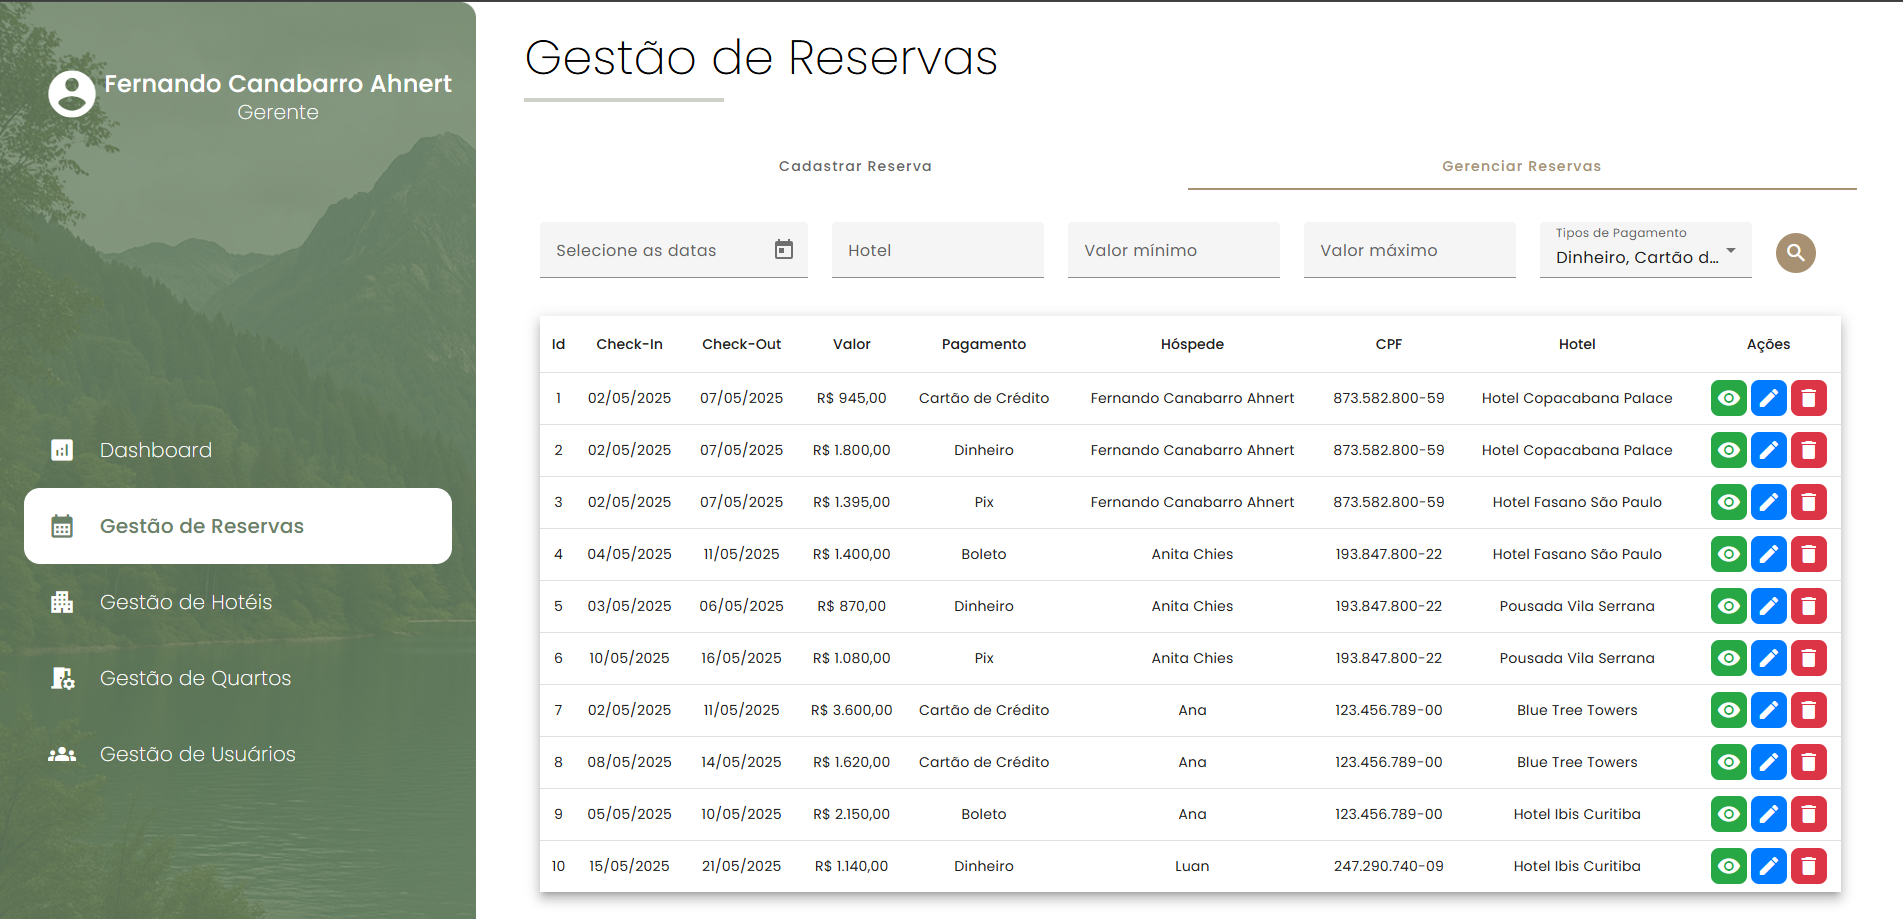 Fernando Canabarro Ahnert
Gerente
Dashboard
Gestão de Reservas
Gestão de Hotéis
Gestão de Quartos
Gestão de Usuários
Gestão de Reservas
Cadastrar Reserva
Gerenciar Reservas
Selecione as datas
Hotel
Valor mínimo
Valor máximo
Tipos de Pagamento
Dinheiro, Cartão d...
Id Check-In Check-Out Valor Pagamento Hóspede CPF Hotel Ações
1 02/05/2025 07/05/2025 R$ 945,00 Cartão de Crédito Fernando Canabarro Ahnert 873.582.800-59 Hotel Copacabana Palace
2 02/05/2025 07/05/2025 R$ 1.800,00 Dinheiro Fernando Canabarro Ahnert 873.582.800-59 Hotel Copacabana Palace
3 02/05/2025 07/05/2025 R$ 1.395,00 Pix Fernando Canabarro Ahnert 873.582.800-59 Hotel Fasano São Paulo
4 04/05/2025 11/05/2025 R$ 1.400,00 Boleto Anita Chies 193.847.800-22 Hotel Fasano São Paulo
5 03/05/2025 06/05/2025 R$ 870,00 Dinheiro Anita Chies 193.847.800-22 Pousada Vila Serrana
6 10/05/2025 16/05/2025 R$ 1.080,00 Pix Anita Chies 193.847.800-22 Pousada Vila Serrana
7 02/05/2025 11/05/2025 R$ 3.600,00 Cartão de Crédito Ana 123.456.789-00 Blue Tree Towers
8 08/05/2025 14/05/2025 R$ 1.620,00 Cartão de Crédito Ana 123.456.789-00 Blue Tree Towers
9 05/05/2025 10/05/2025 R$ 2.150,00 Boleto Ana 123.456.789-00 Hotel Ibis Curitiba
10 15/05/2025 21/05/2025 R$ 1.140,00 Dinheiro Luan 247.290.740-09 Hotel Ibis Curitiba